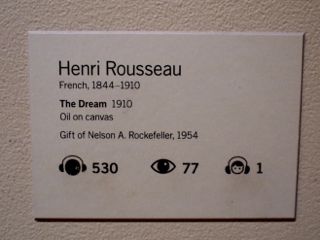 Henri Rousseau
French, 1844–1910
The Dream 1910
Oil on canvas
Gift of Nelson A. Rockefeller, 1954
530 77 1